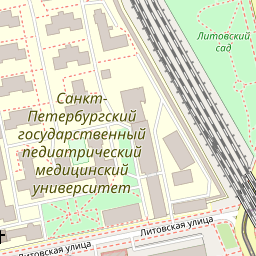 Литовский
сад
Санкт-
Петербургский
государственный
педиатрический
медицинский
университет
Литовская улица
Литовская улица